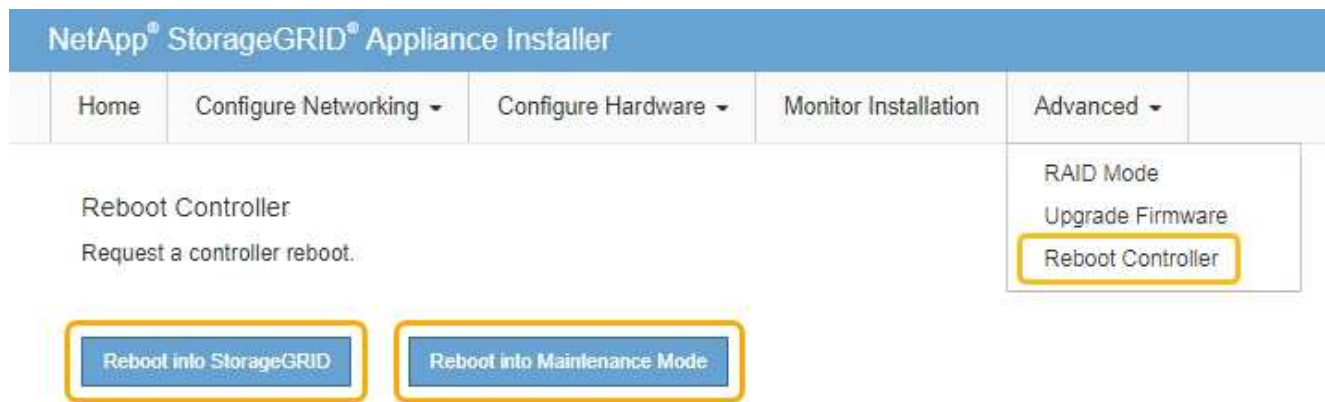 NetApp® StorageGRID® Appliance Installer
Home Configure Networking Configure Hardware Monitor Installation Advanced
RAID Mode
Upgrade Firmware
Reboot Controller
Reboot Controller
Request a controller reboot.
Reboot into StorageGRID Reboot into Maintenance Mode